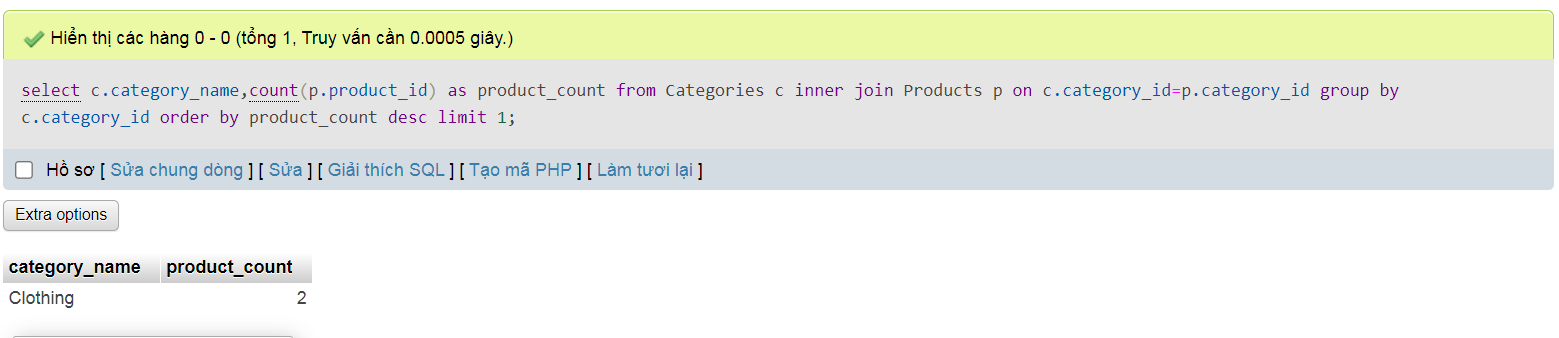 Hiển thị các hàng 0 - 0 (tổng 1, Truy vấn cần 0.0005 giây.)
select c.category_name,count(p.product_id) as product_count from Categories c inner join Products p on c.category_id=p.category_id group by
c.category_id order by product_count desc limit 1;
Hồ sơ [ Sửa chung dòng ] [ Sửa ] [ Giải thích SQL ] [ Tạo mã PHP ] [ Làm tươi lại ]
Extra options
category_name product_count
Clothing 2